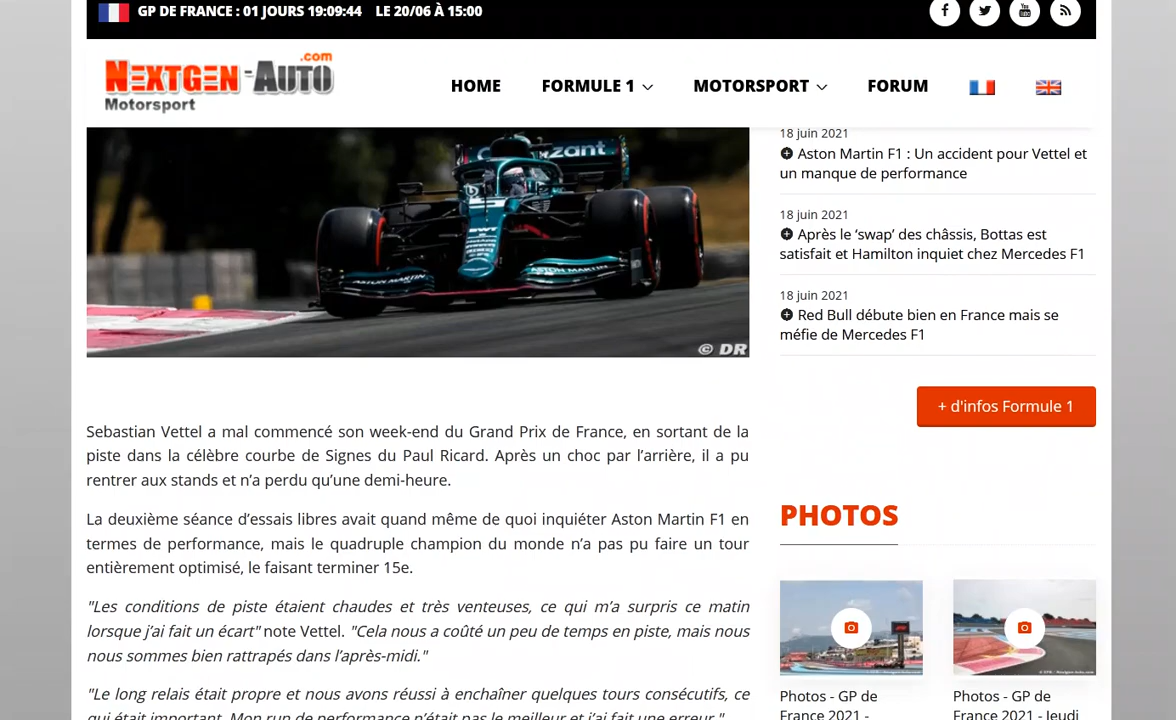 GP DE FRANCE : 01 JOURS 19:09:44 LE 20/06 À 15:00
NEXTGEN-AUTO.com
Motorsport
HOME
FORMULE 1
MOTORSPORT
FORUM
zant
EWT
ASTON MARTIN
ASTON MARTIN
© DR
Sebastian Vettel a mal commencé son week-end du Grand Prix de France, en sortant de la
piste dans la célèbre courbe de Signes du Paul Ricard. Après un choc par l'arrière, il a pu
rentrer aux stands et n'a perdu qu'une demi-heure.
La deuxième séance d'essais libres avait quand même de quoi inquiéter Aston Martin F1 en
termes de performance, mais le quadruple champion du monde n'a pas pu faire un tour
entièrement optimisé, le faisant terminer 15e.
"Les conditions de piste étaient chaudes et très venteuses, ce qui m'a surpris ce matin
lorsque j'ai fait un écart" note Vettel. "Cela nous a coûté un peu de temps en piste, mais nous
nous sommes bien rattrapés dans l'après-midi."
"Le long relais était propre et nous avons réussi à enchaîner quelques tours consécutifs, ce
qui était important. Mon run de performance n'était pas le meilleur et j'ai fait une erreur."
18 juin 2021
Aston Martin F1 : Un accident pour Vettel et
un manque de performance
18 juin 2021
Après le 'swap' des châssis, Bottas est
satisfait et Hamilton inquiet chez Mercedes F1
18 juin 2021
Red Bull débute bien en France mais se
méfie de Mercedes F1
+ d'infos Formule 1
PHOTOS
Photos - GP de
France 2021 -
Photos - GP de
France 2021 - Jeudi